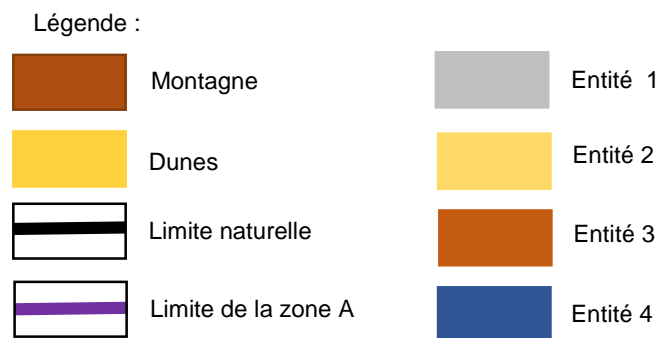 Légende :
Montagne
Dunes
Limite naturelle
Limite de la zone A
Entité 1
Entité 2
Entité 3
Entité 4